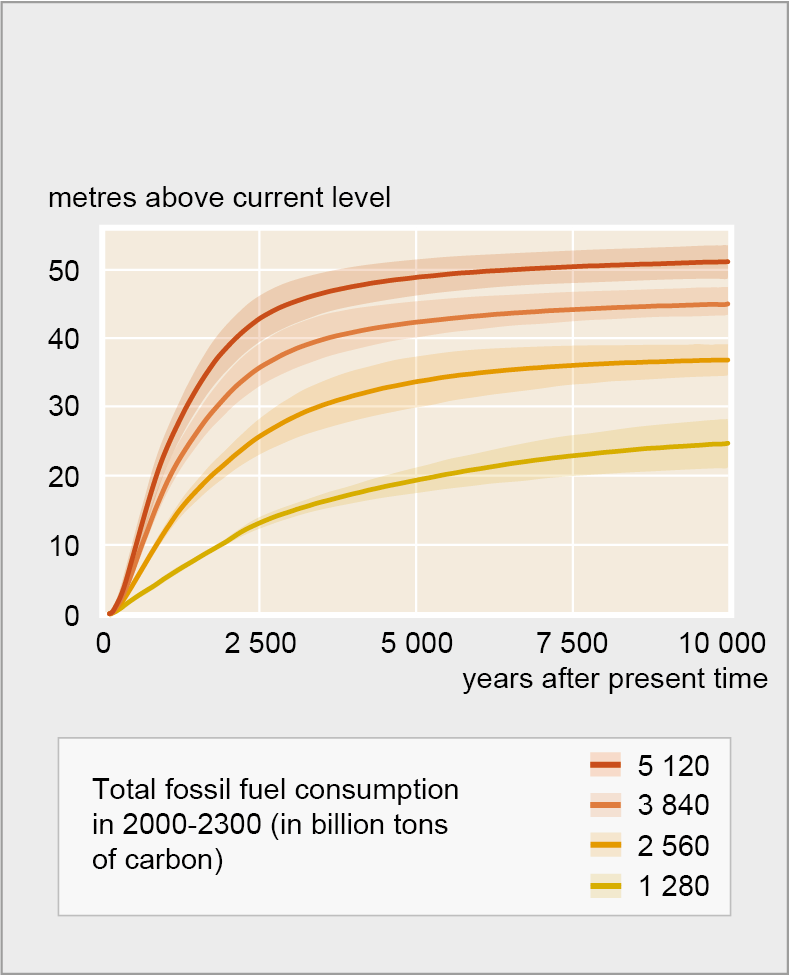 metres above current level
50
40
30
20
10
0
0 2 500 5 000 7 500 10 000
years after present time
Total fossil fuel consumption
in 2000-2300 (in billion tons
of carbon)
5 120
3 840
2 560
1 280